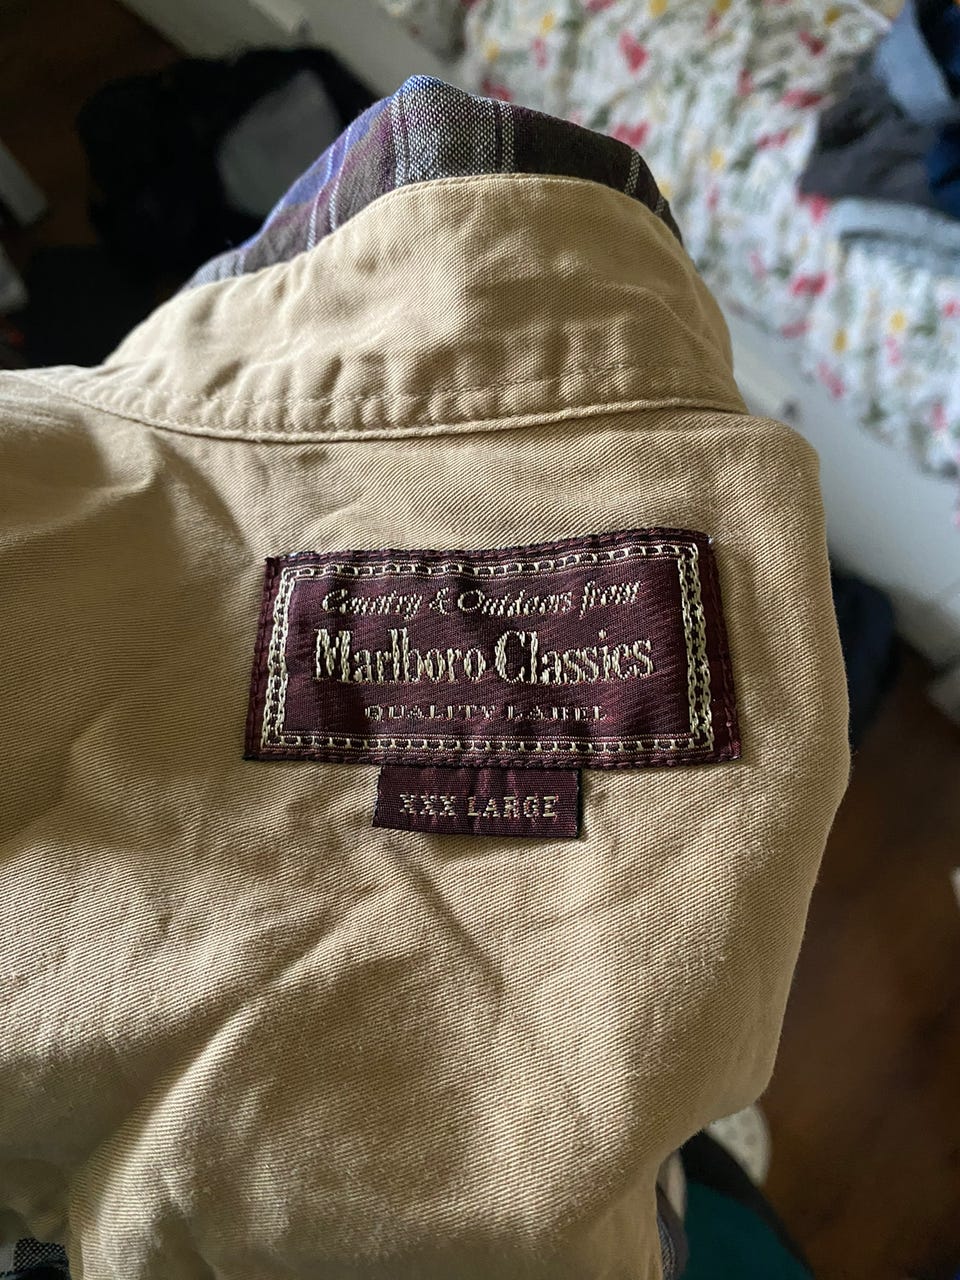 Country & Outdoors from
Marlboro Classics
QUALITY LABEL
XXX LARGE